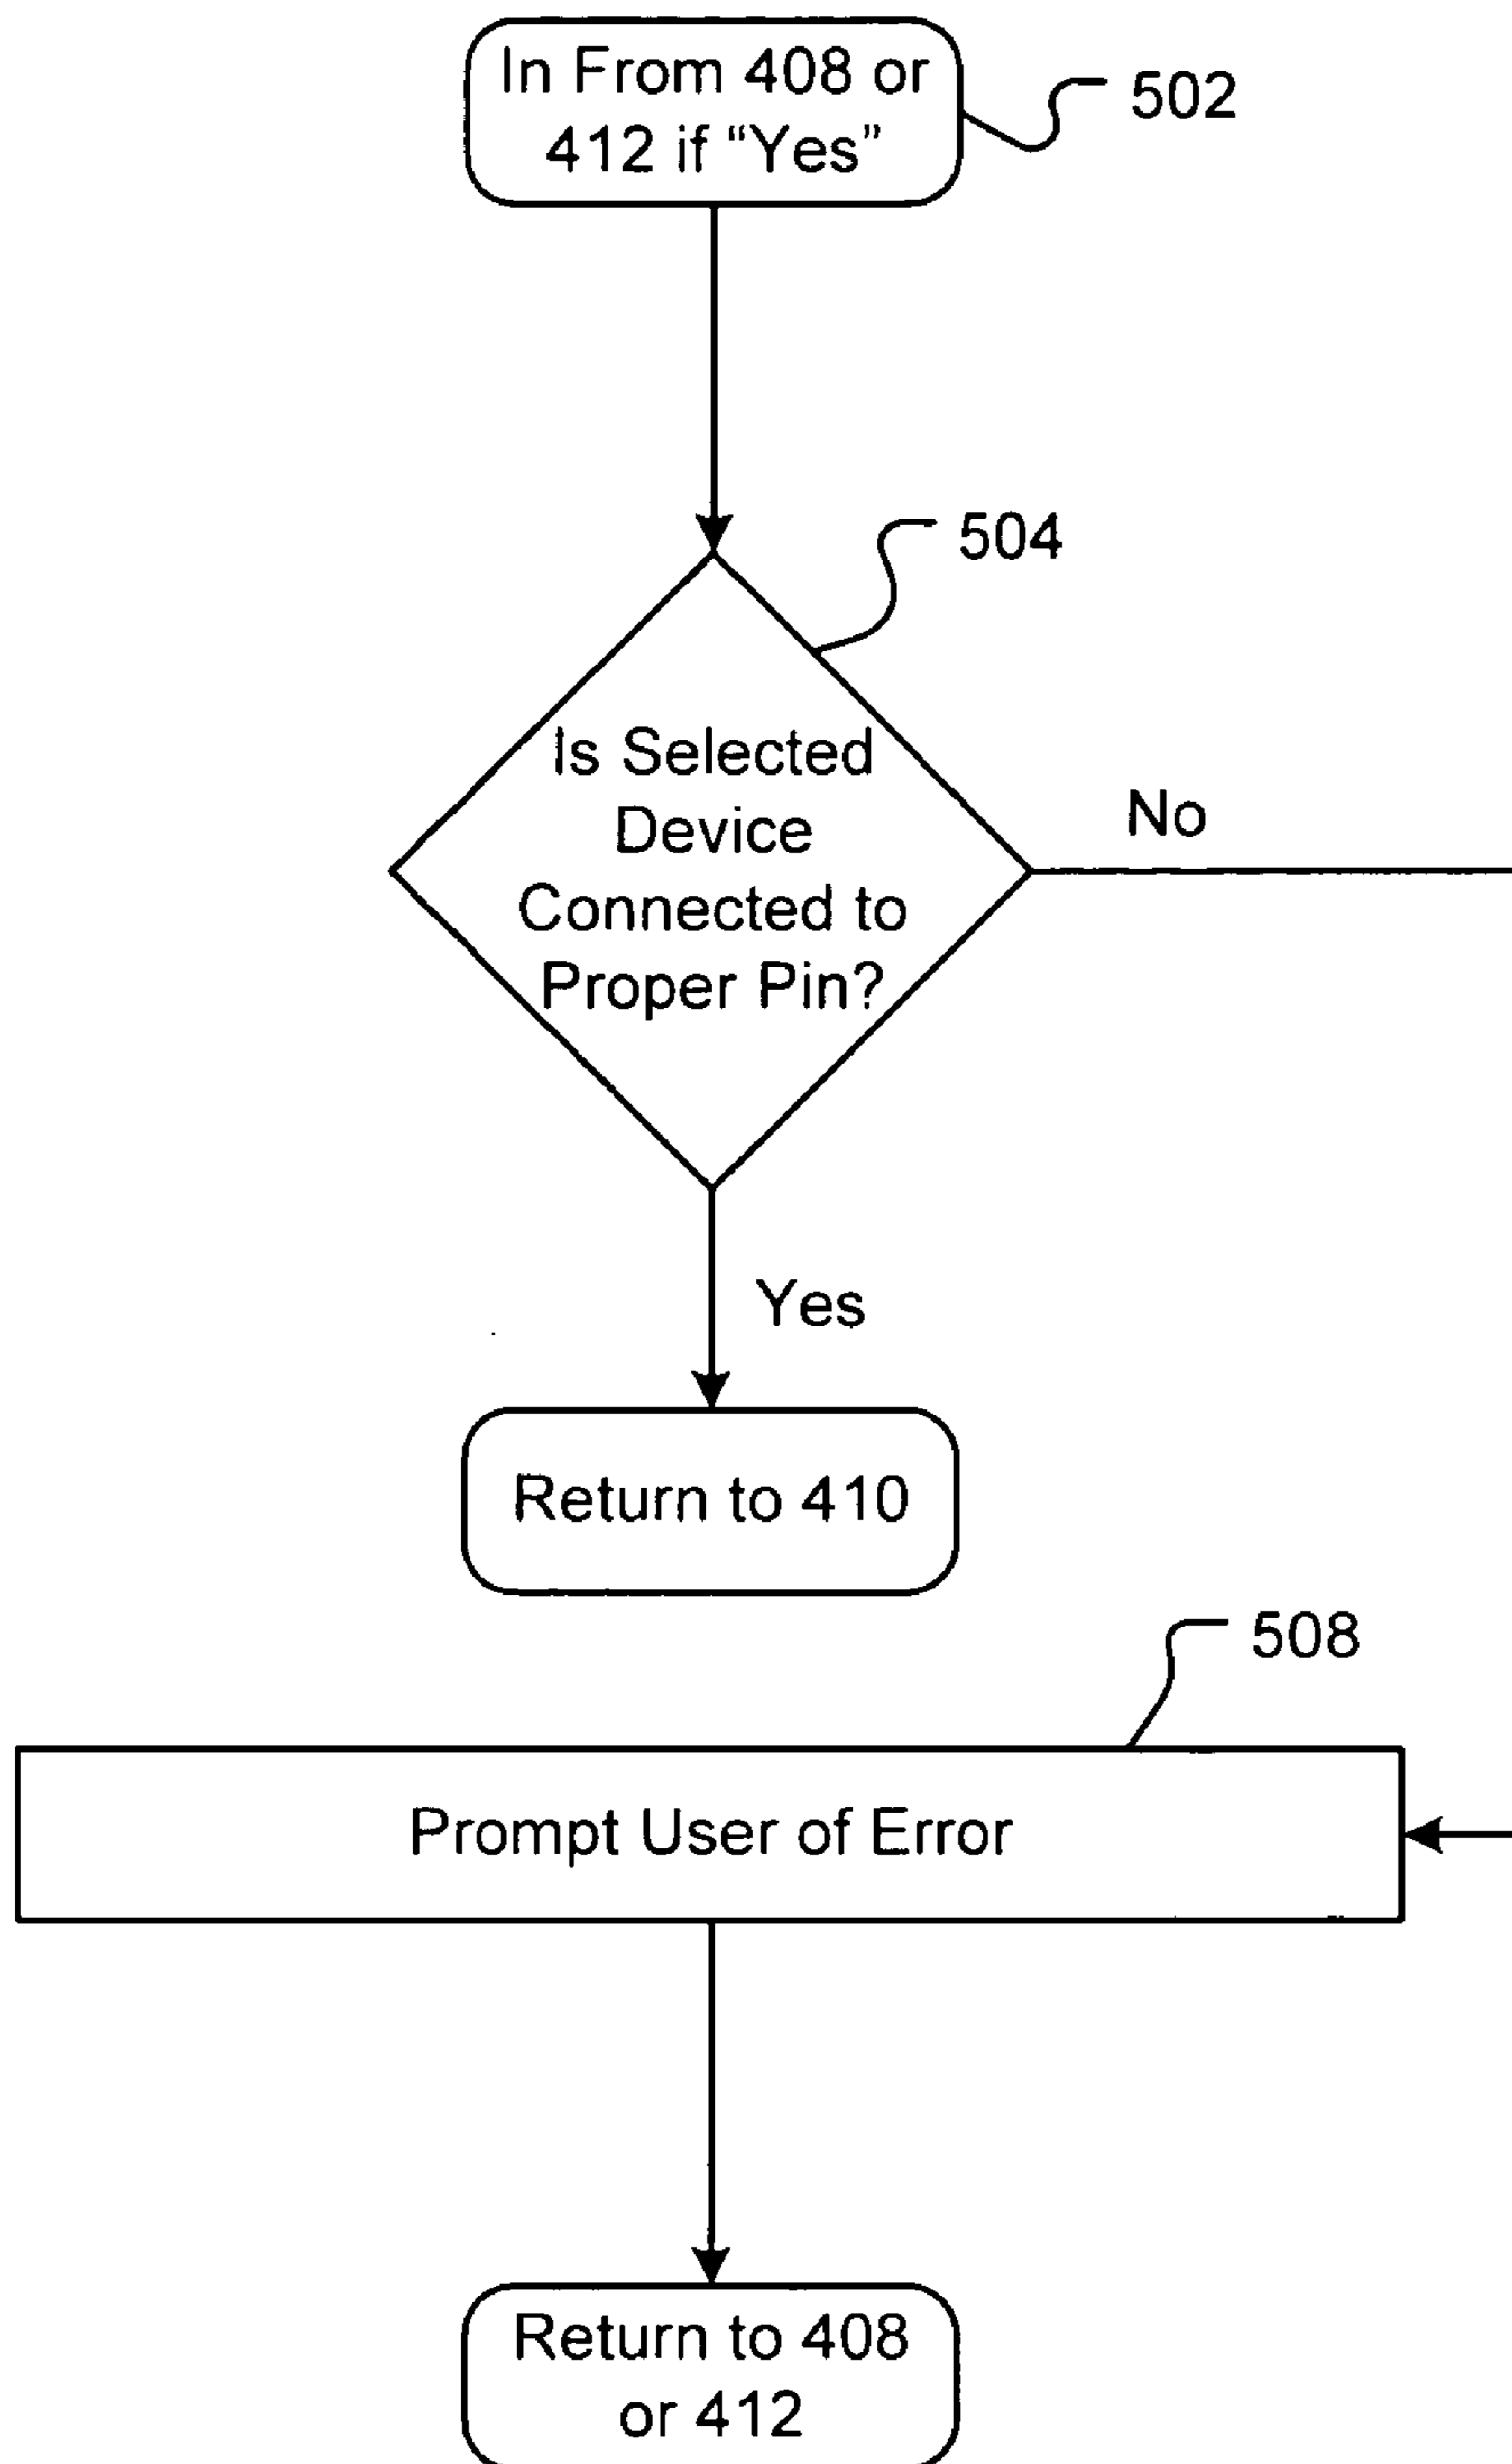 In From 408 or
412 if “Yes”
502
504
Is Selected
Device
Connected to
Proper Pin?
No
Yes
Return to 410
508
Prompt User of Error
Return to 408
or 412